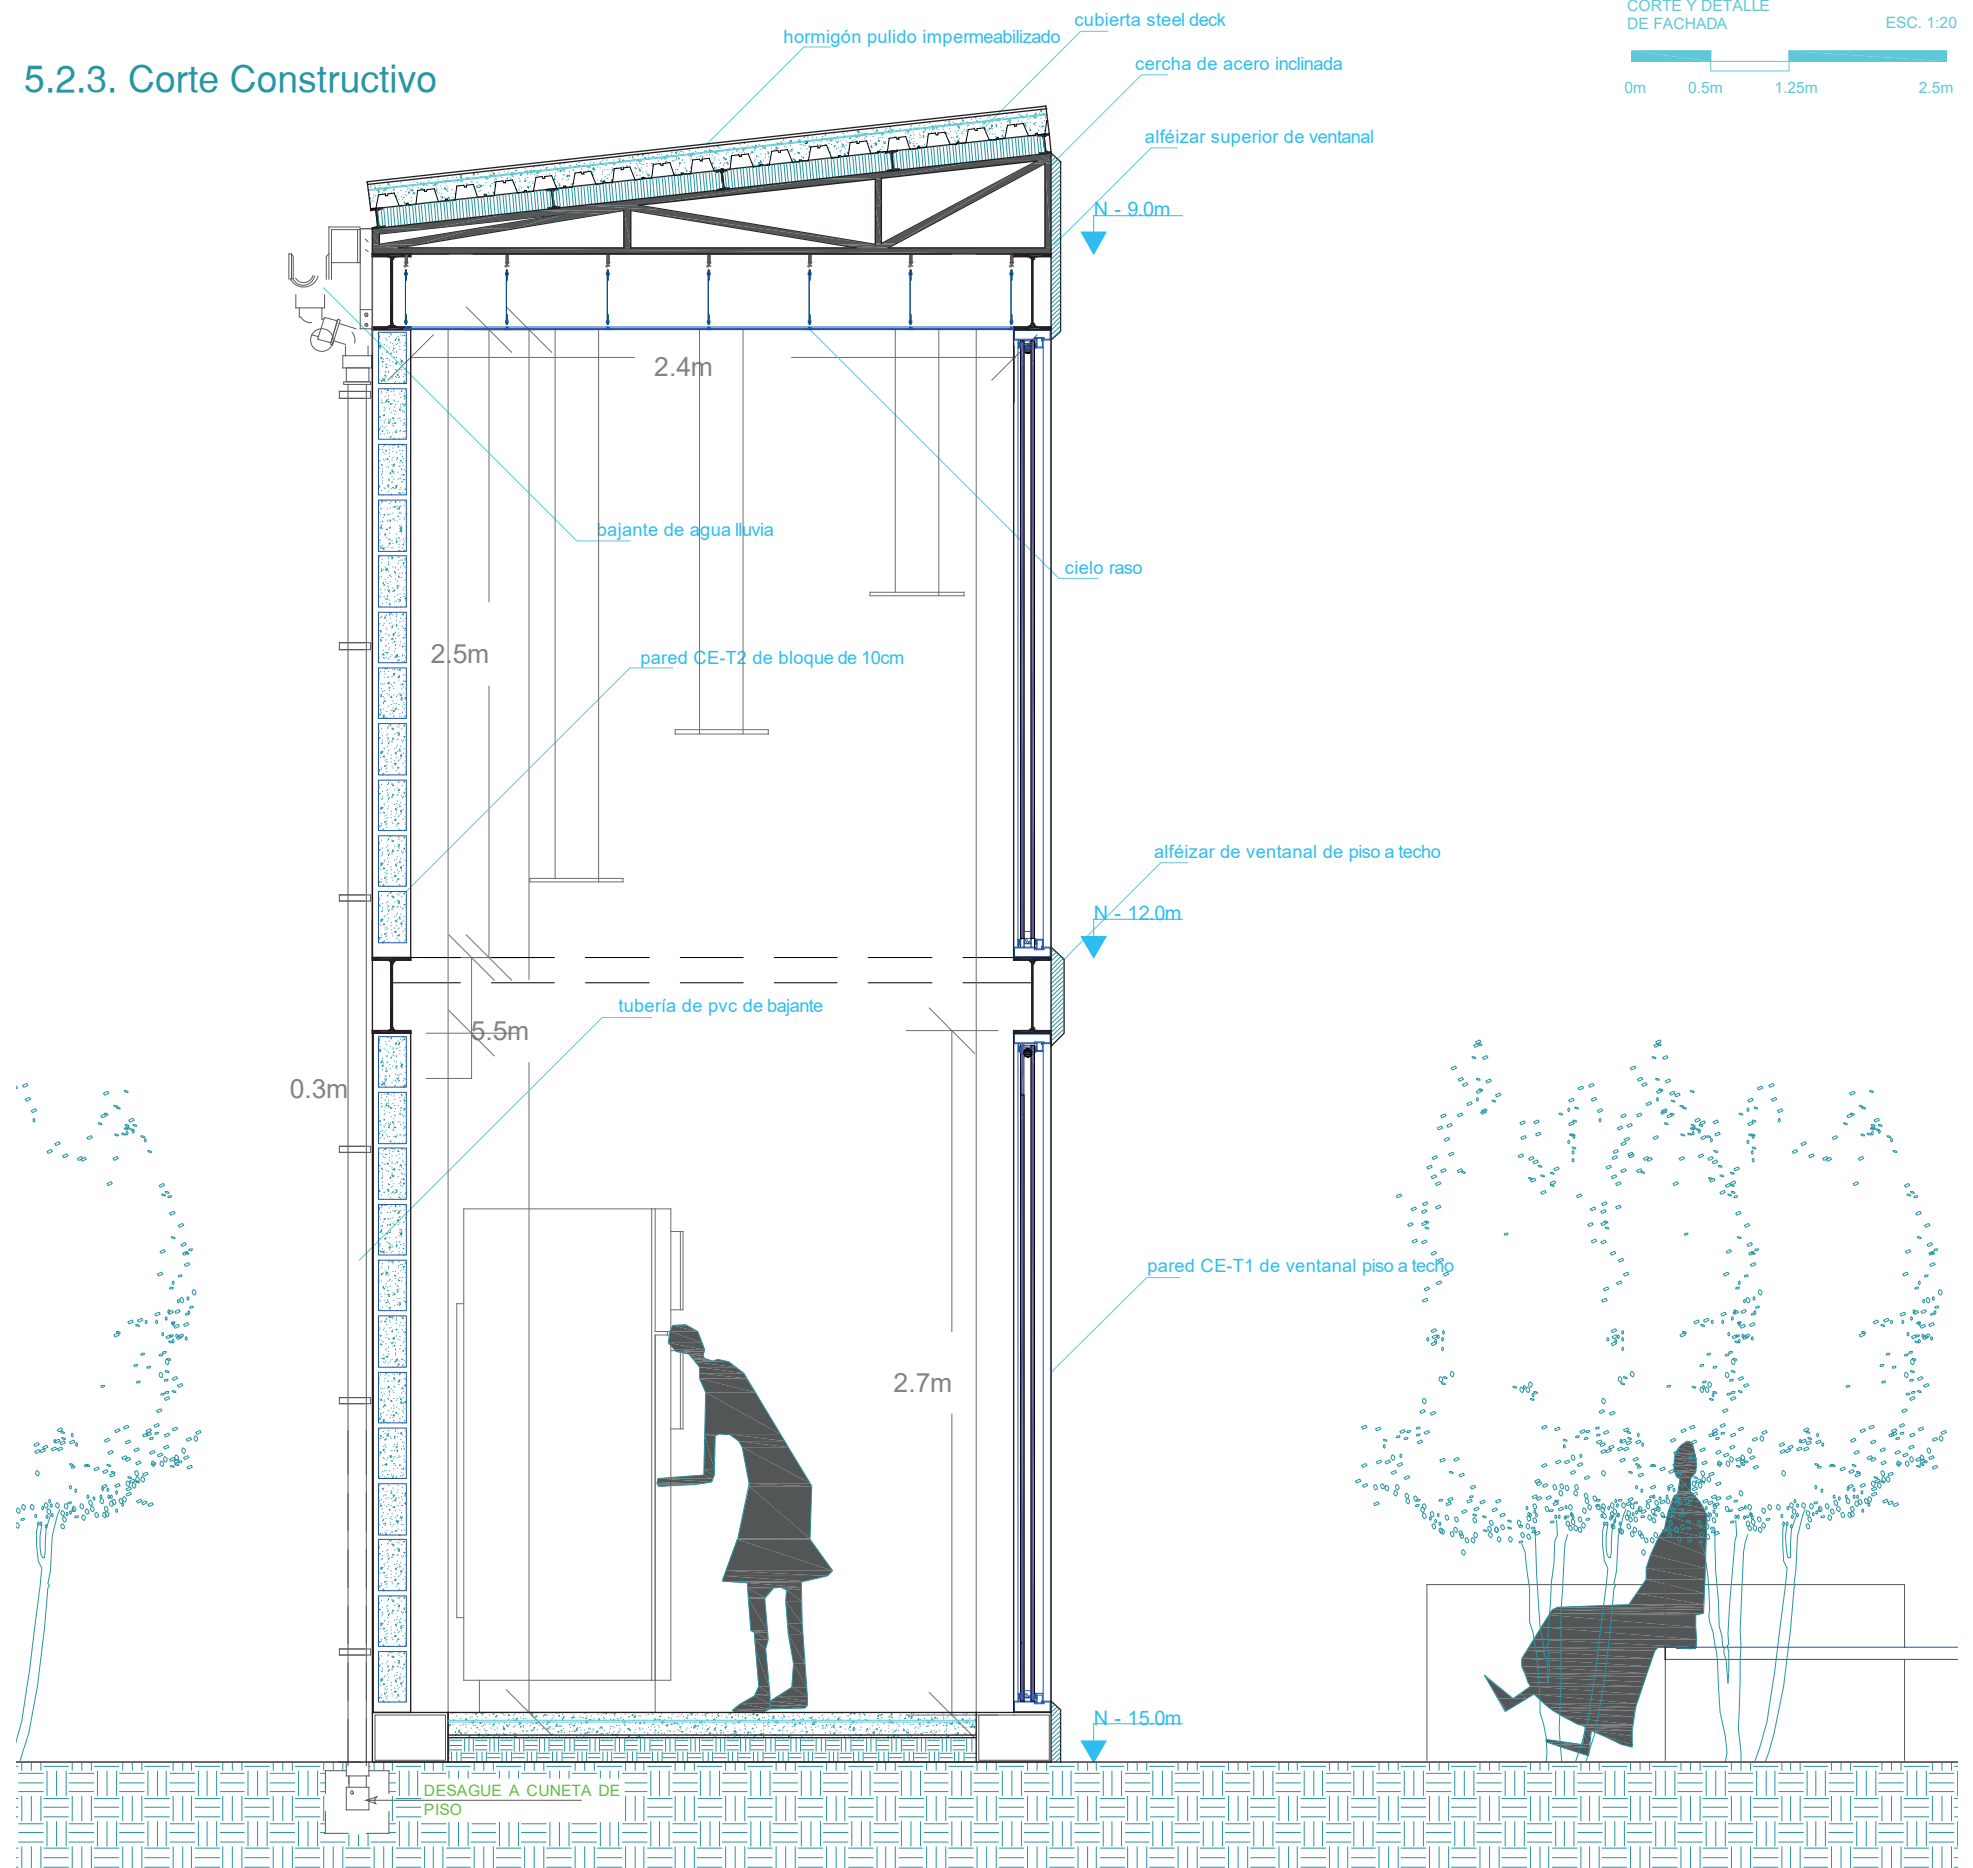 CORTE Y DETALLE
DE FACHADA
ESC. 1:20
0m 0.5m 1.25m 2.5m
5.2.3. Corte Constructivo
cubierta steel deck
hormigón pulido impermeabilizado
cercha de acero inclinada
alféizar superior de ventanal
N - 9.0m
2.4m
bajante de agua lluvia
cielo raso
2.5m
pared CE-T2 de bloque de 10cm
alféizar de ventanal de piso a techo
N - 12.0m
tubería de pvc de bajante
5.5m
0.3m
pared CE-T1 de ventanal piso a techo
2.7m
N - 15.0m
DESAGUE A CUNETA DE
PISO